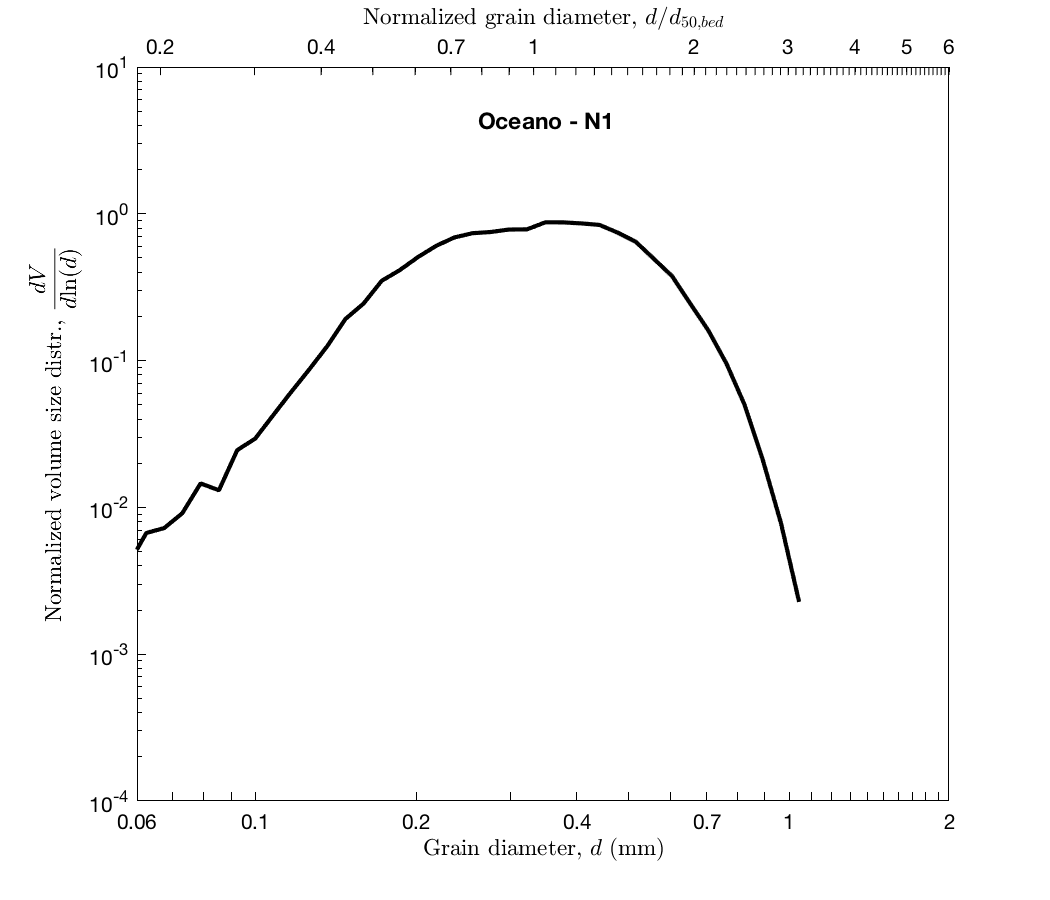 Normalized grain diameter, d/d50,bed
0.2 0.4 0.7 1 2 3 4 5 6
Oceano - N1
10^1
10^0
10^-1
10^-2
10^-3
10^-4
Normalized volume size distr., dV/dln(d)
0.06 0.1 0.2 0.4 0.7 1 2
Grain diameter, d (mm)